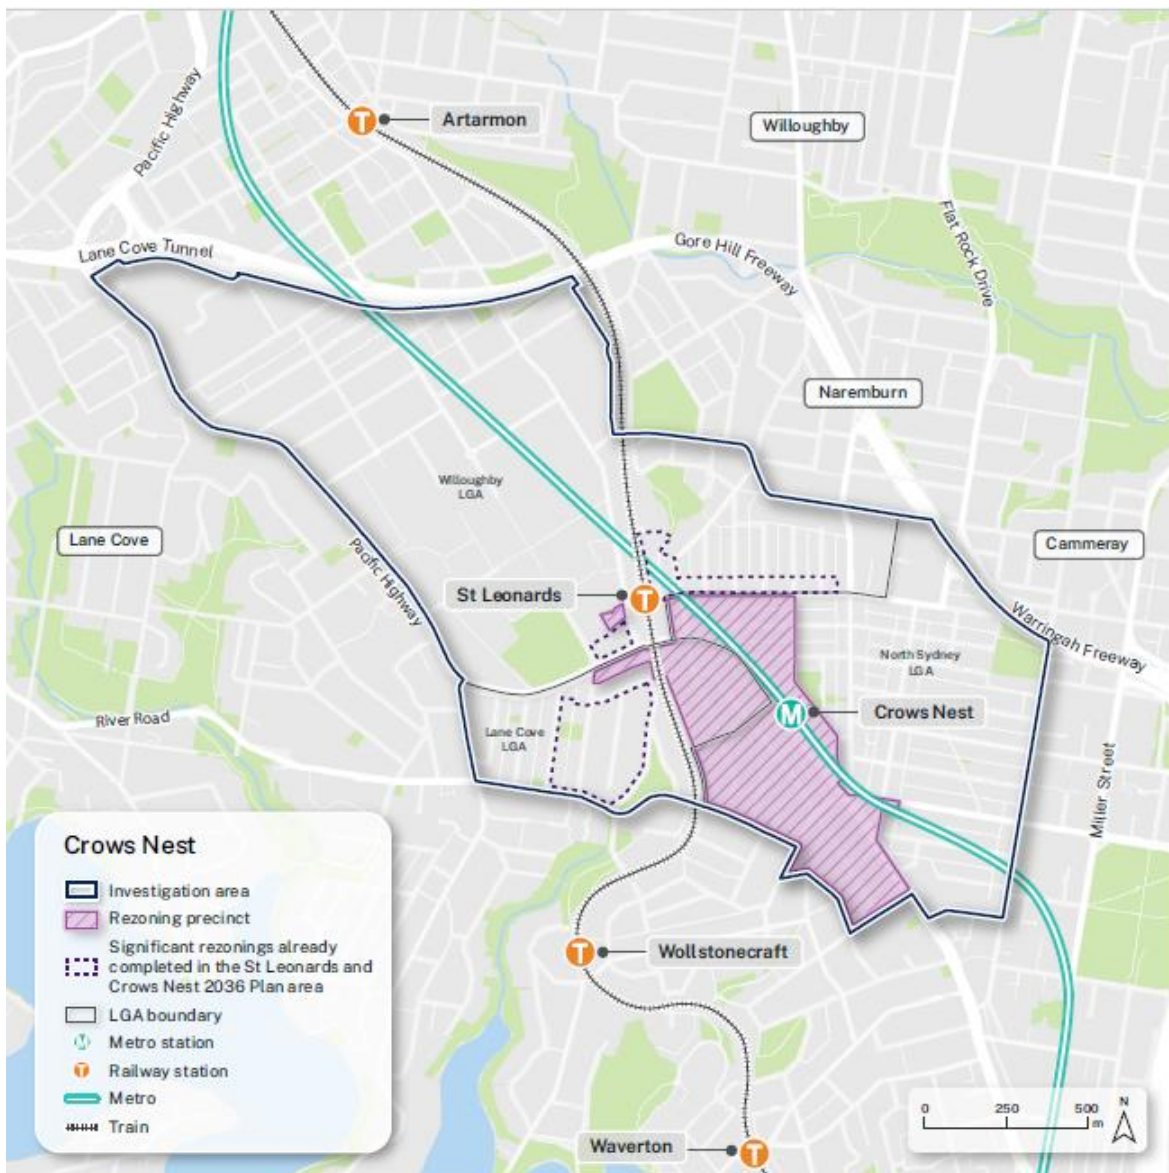 Artarmon
Willoughby
Pacific Highway
Lane Cove Tunnel
Gore Hill Freeway
Flat Rock Drive
Naremburn
Willoughby
LGA
Lane Cove
Pacific Highway
Cammeray
St Leonards
Warringah Freeway
North Sydney
LGA
Crows Nest
River Road
Lane Cove
LGA
Miller Street
Wollstonecraft
Waverton
T
T
M
T
T
Crows Nest
Investigation area
Rezoning precinct
Significant rezonings already
completed in the St Leonards and
Crows Nest 2036 Plan area
LGA boundary
M Metro station
T Railway station
Metro
Train
0 250 500
m
N